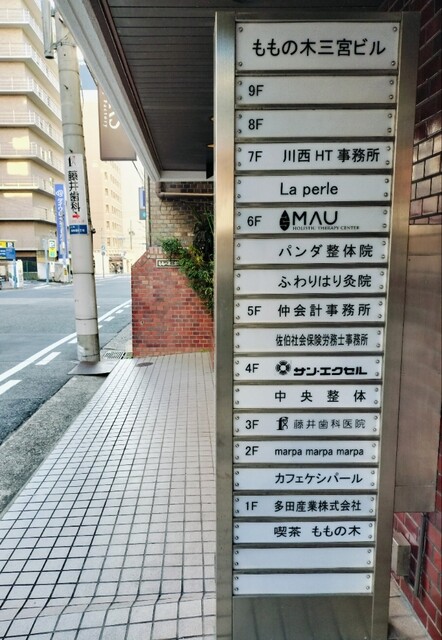 ももの木三宮ビル
9F
8F
7F 川西 HT 事務所
La perle
6F MAU
HOLISTIC THERAPY CENTER
パンダ整体院
ふわりはり灸院
5F 仲会計事務所
佐伯社会保険労務士事務所
4F サン・エクセル
中央整体
3F 藤井歯科医院
2F marpa marpa marpa
カフェケシパール
1F 多田産業株式会社
喫茶 ももの木
藤井歯科